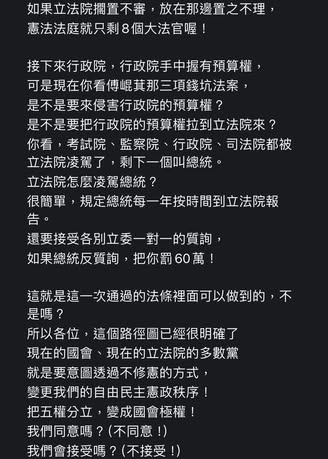 如果立法院擱置不審，放在那邊置之不理，
憲法法庭就只剩8個大法官喔！
接下來行政院，行政院手中握有預算權，
可是現在你看傅崐萁那三項錢坑法案，
是不是要來侵害行政院的預算權？
是不是要把行政院的預算權拉到立法院來？
你看，考試院、監察院、行政院、司法院都被
立法院凌駕了，剩下一個叫總統。
立法院怎麼凌駕總統？
很簡單，規定總統每一年按時間到立法院報
告。
還要接受各別立委一對一的質詢，
如果總統反質詢，把你罰60萬！
這就是這一次通過的法條裡面可以做到的，不
是嗎？
所以各位，這個路徑圖已經很明確了
現在的國會、現在的立法院的多數黨
就是要意圖透過不修憲的方式，
變更我們的自由民主憲政秩序！
把五權分立，變成國會極權！
我們同意嗎？(不同意！)
我們會接受嗎？(不接受！)